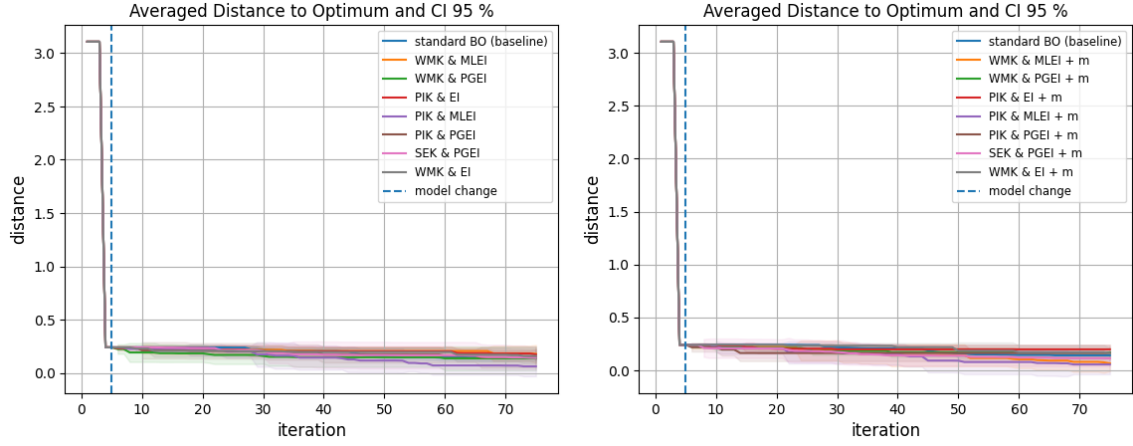 Averaged Distance to Optimum and CI 95 %
3.0
2.5
2.0
1.5
1.0
0.5
0.0
distance
standard BO (baseline)
WMK & MLEI
WMK & PGEI
PIK & EI
PIK & MLEI
PIK & PGEI
SEK & PGEI
WMK & EI
model change
0 10 20 30 40 50 60 70
iteration
Averaged Distance to Optimum and CI 95 %
3.0
2.5
2.0
1.5
1.0
0.5
0.0
distance
standard BO (baseline)
WMK & MLEI + m
WMK & PGEI + m
PIK & EI + m
PIK & MLEI + m
PIK & PGEI + m
SEK & PGEI + m
WMK & EI + m
model change
0 10 20 30 40 50 60 70
iteration